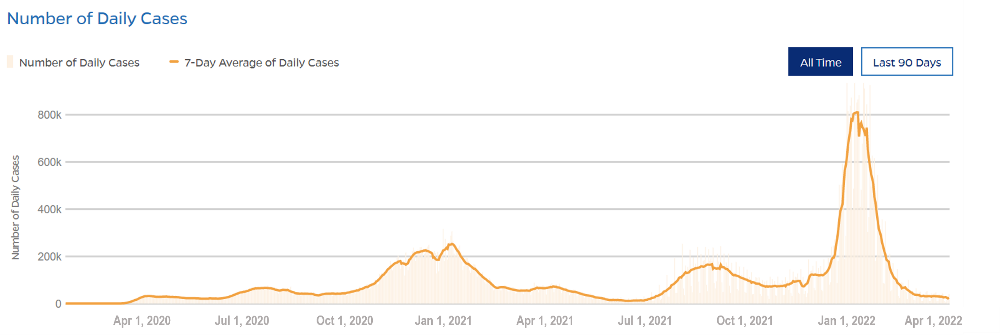 Number of Daily Cases
Number of Daily Cases
7-Day Average of Daily Cases
All Time
Last 90 Days
Number of Daily Cases
800k
600k
400k
200k
0
Apr 1, 2020
Jul 1, 2020
Oct 1, 2020
Jan 1, 2021
Apr 1, 2021
Jul 1, 2021
Oct 1, 2021
Jan 1, 2022
Apr 1, 2022